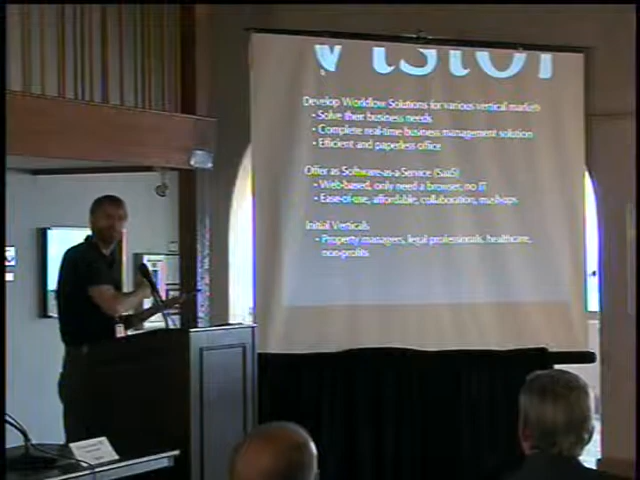 Vision
Develop Workflow Solutions for various vertical markets
- Solve their business needs
- Complete real-time business management solution
- Efficient and paperless office
Offer as Software-as-a-Service (SaaS)
- Web-based, only need a browser, no IT
- Ease-of-use, affordable, collaboration, mashups
Initial Verticals
- Property managers, legal professionals, healthcare,
non-profits